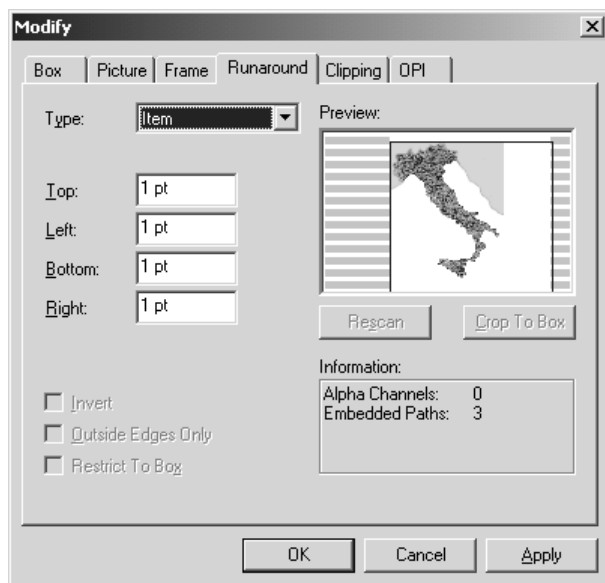 Modify
Box Picture Frame Runaround Clipping OPI
Type: Item
Preview:
Top: 1 pt
Left: 1 pt
Bottom: 1 pt
Right: 1 pt
Rescan Crop To Box
Information:
Alpha Channels: 0
Embedded Paths: 3
Invert
Outside Edges Only
Restrict To Box
OK Cancel Apply